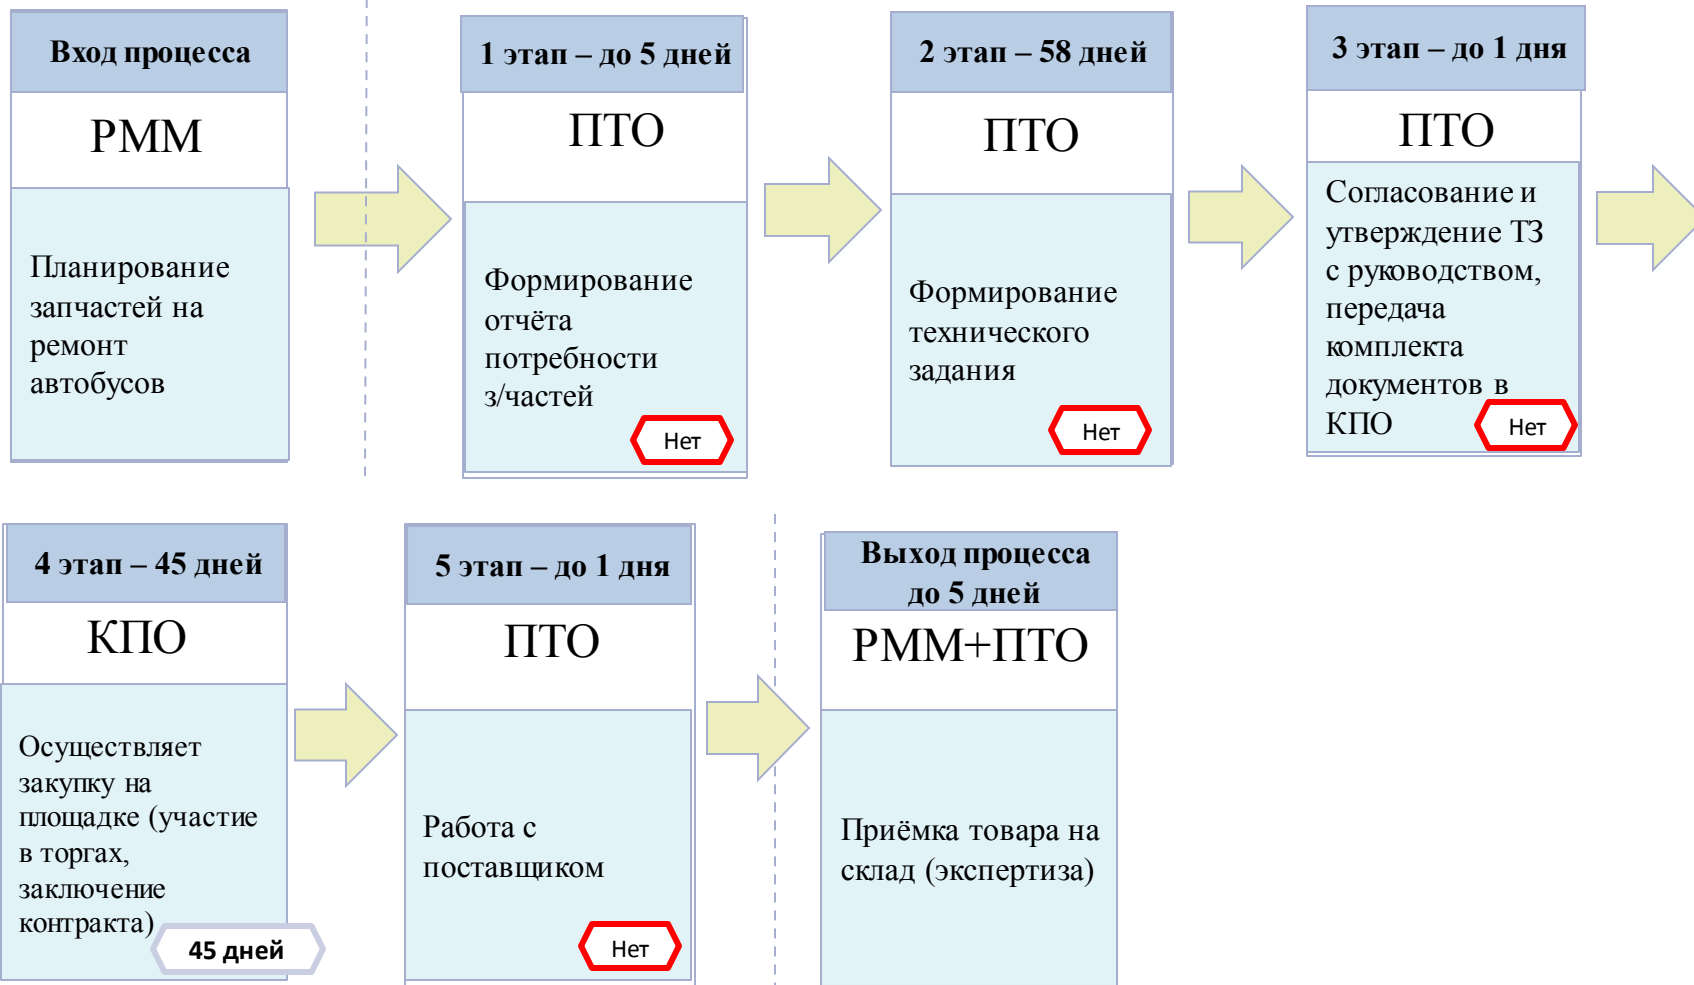 Вход процесса
РММ
Планирование
запчастей на
ремонт
автобусов
1 этап – до 5 дней
ПТО
Формирование
отчёта
потребности
з/частей
Нет
2 этап – 58 дней
ПТО
Формирование
технического
задания
Нет
3 этап – до 1 дня
ПТО
Согласование и
утверждение ТЗ
с руководством,
передача
комплекта
документов в
КПО
Нет
4 этап – 45 дней
КПО
Осуществляет
закупку на
площадке (участие
в торгах,
заключение
контракта)
45 дней
5 этап – до 1 дня
ПТО
Работа с
поставщиком
Нет
Выход процесса
до 5 дней
РММ+ПТО
Приёмка товара на
склад (экспертиза)